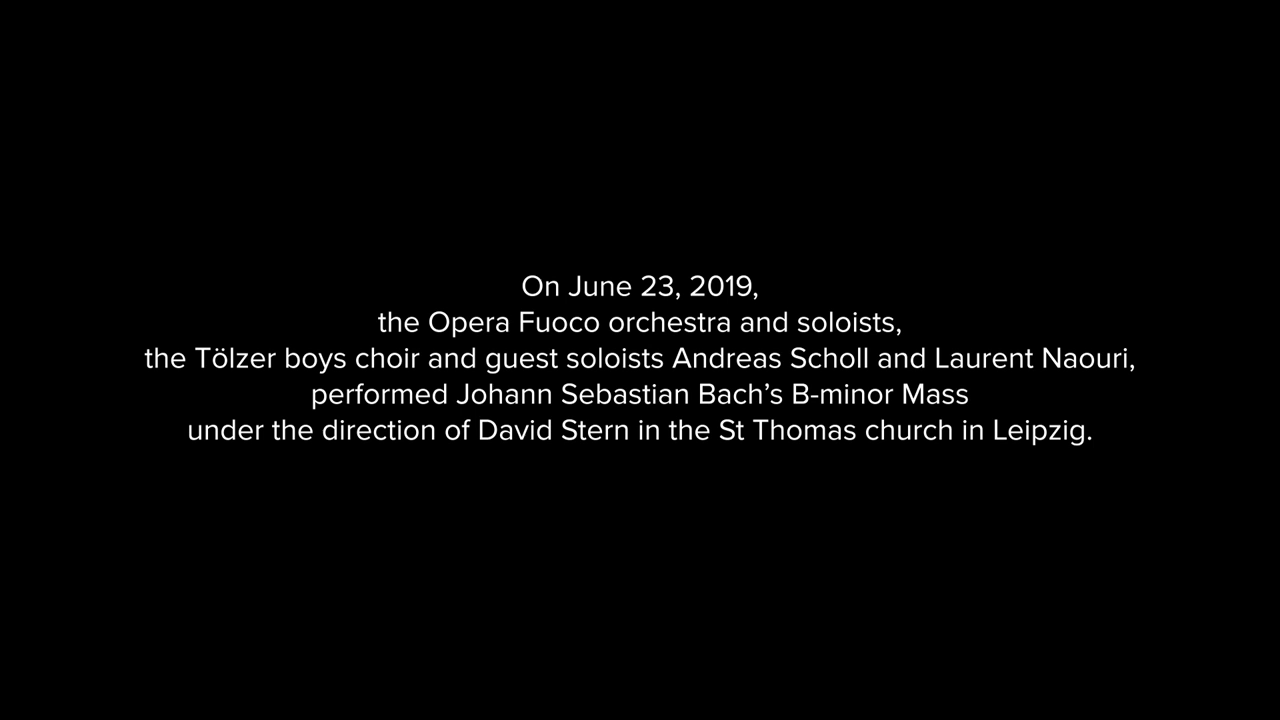 On June 23, 2019,
the Opera Fuoco orchestra and soloists,
the Tölzer boys choir and guest soloists Andreas Scholl and Laurent Naouri,
performed Johann Sebastian Bach’s B-minor Mass
under the direction of David Stern in the St Thomas church in Leipzig.